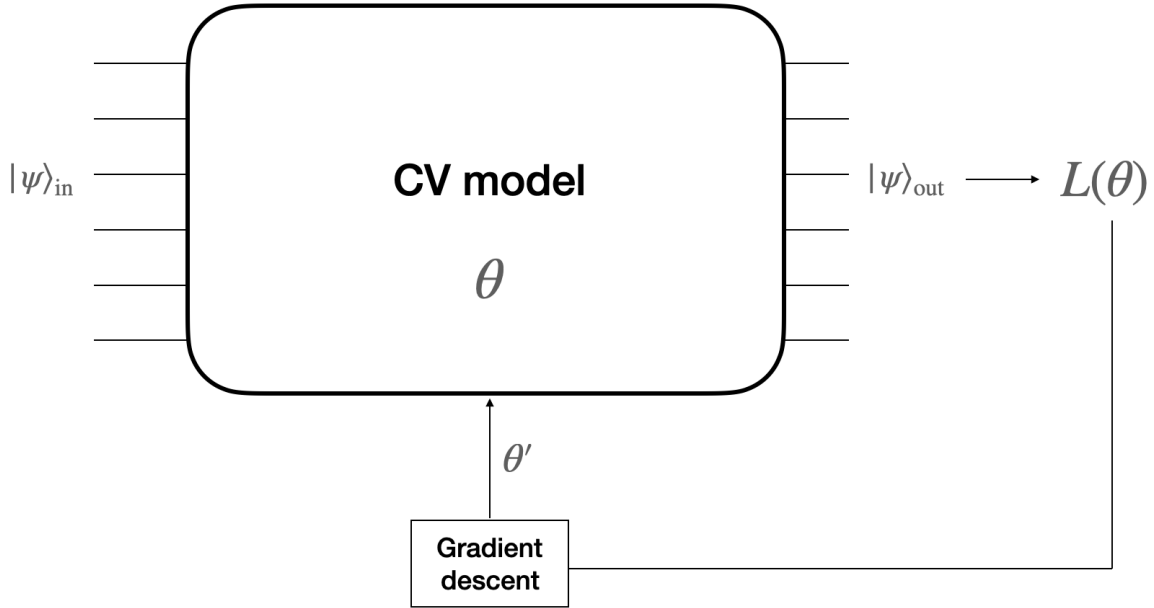 |ψ⟩in
CV model
θ
|ψ⟩out
L(θ)
θ′
Gradient
descent